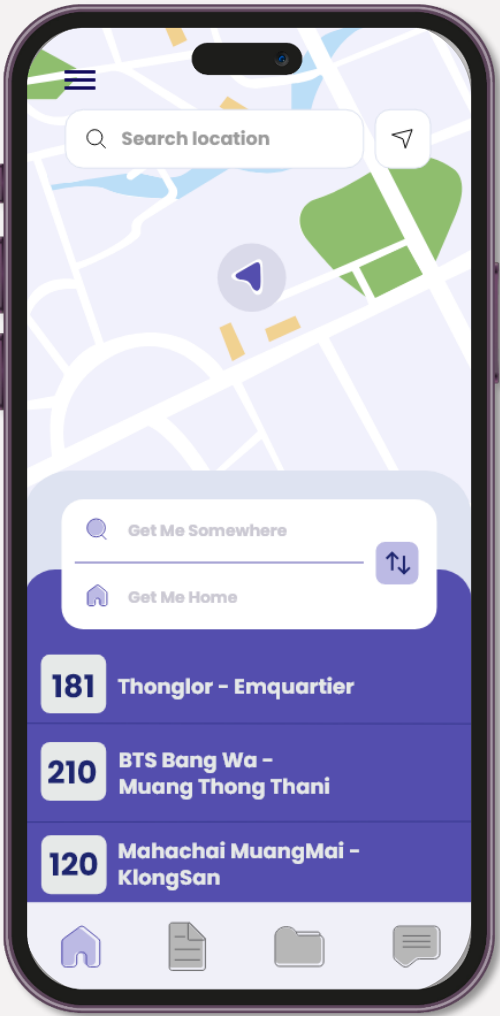 Search location
Get Me Somewhere
Get Me Home
181
Thonglor - Emquartier
210
BTS Bang Wa -
Muang Thong Thani
120
Mahachai MuangMai -
KlongSan